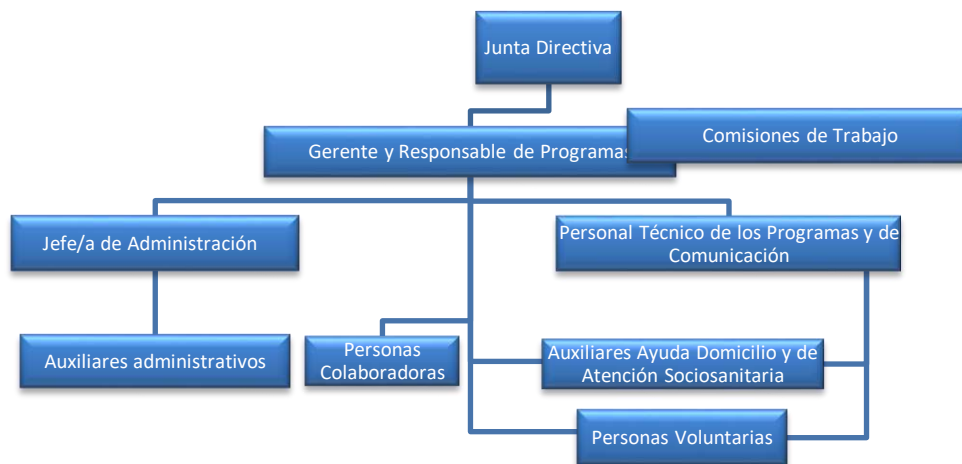 Junta Directiva
Comisiones de Trabajo
Gerente y Responsable de Programas
Jefe/a de Administración
Personal Técnico de los Programas y de
Comunicación
Auxiliares administrativos
Personas
Colaboradoras
Auxiliares Ayuda Domicilio y de
Atención Sociosanitaria
Personas Voluntarias